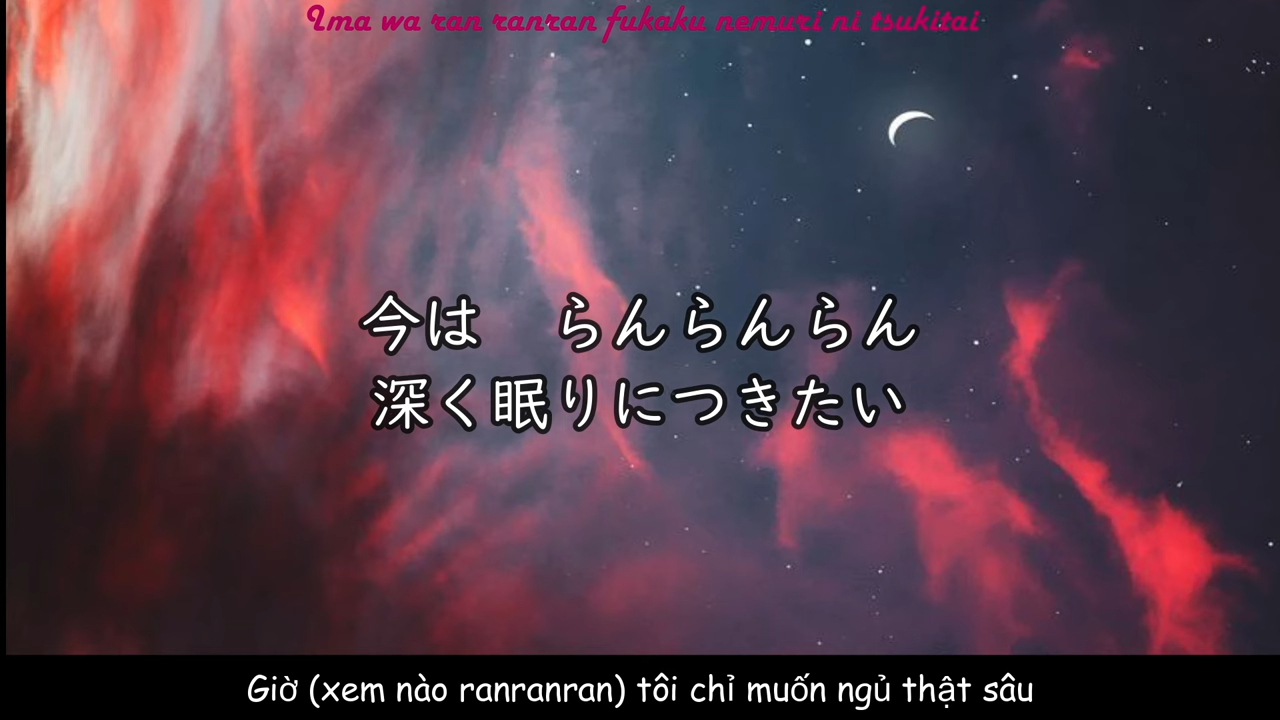 Ima wa ran ranran fukaku nemuri ni tsukitai
今は　らんらんらん
深く眠りにつきたい
Giờ (xem nào ranranran) tôi chỉ muốn ngủ thật sâu